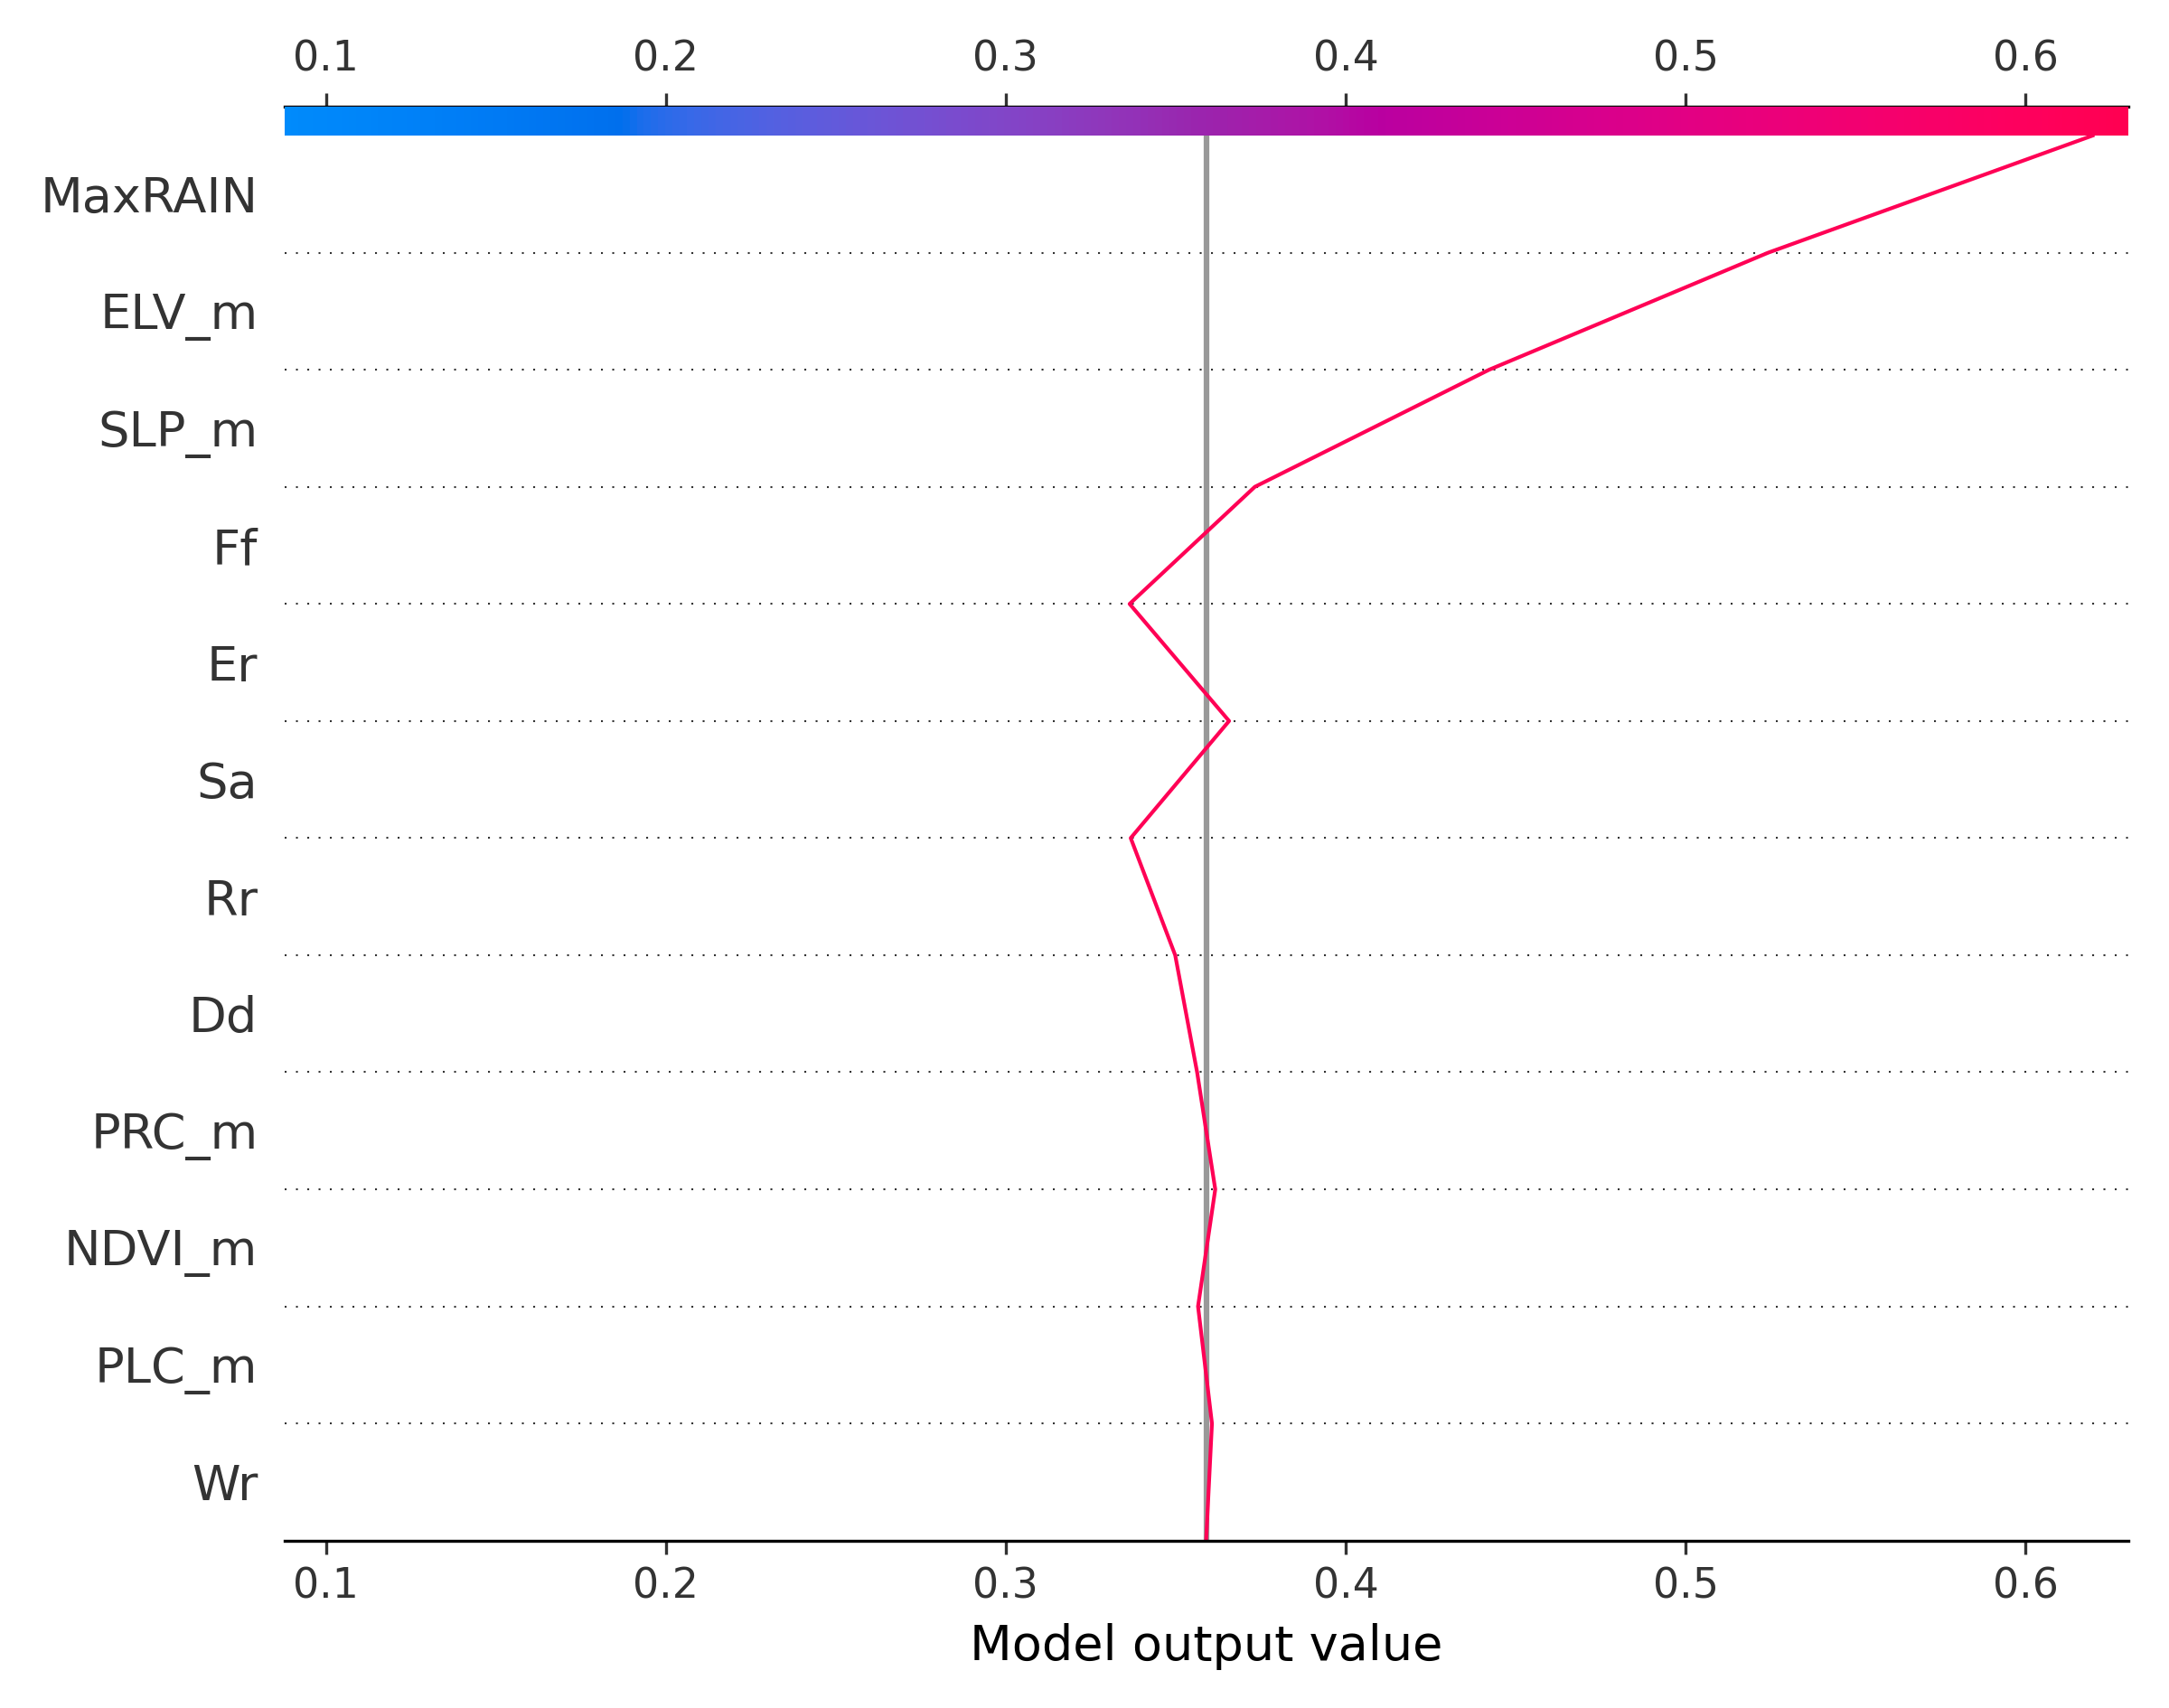 0.1 0.2 0.3 0.4 0.5 0.6
MaxRAIN
ELV_m
SLP_m
Ff
Er
Sa
Rr
Dd
PRC_m
NDVI_m
PLC_m
Wr
0.1 0.2 0.3 0.4 0.5 0.6
Model output value